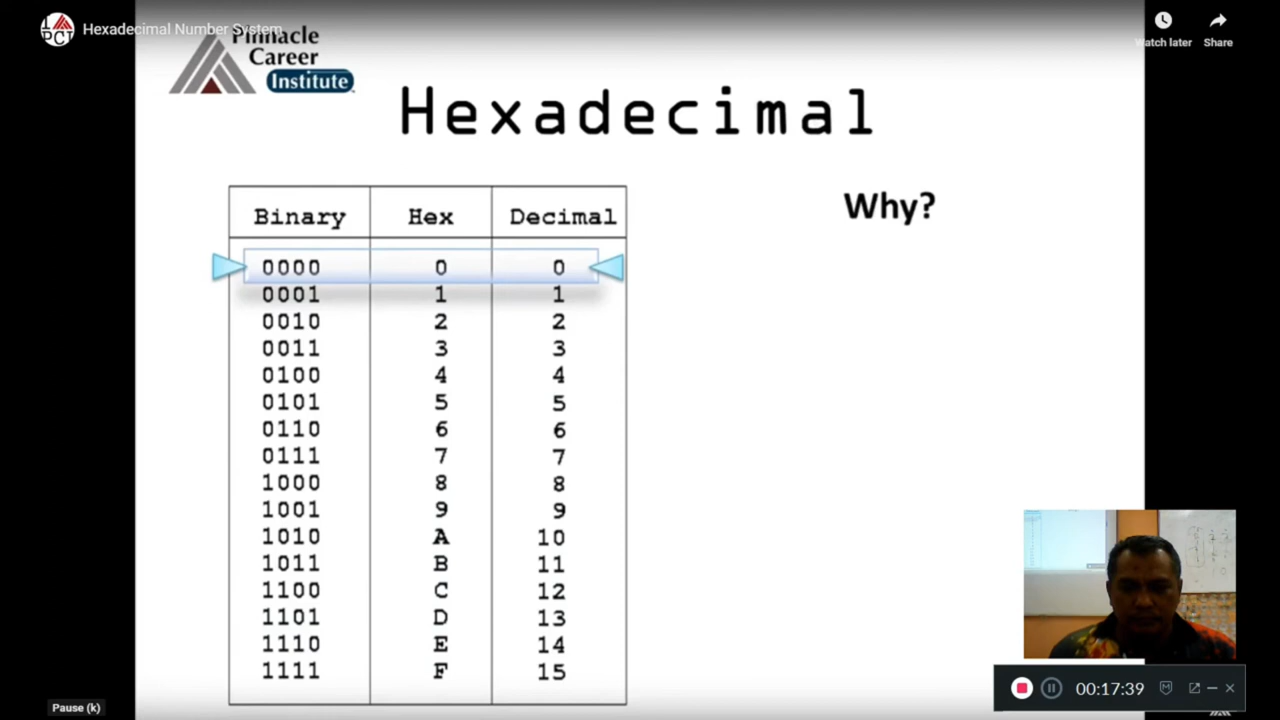 Hexadecimal Number System
Watch later
Share
PCT
Pinnacle
Career
Institute
Hexadecimal
Why?
Binary Hex Decimal
0000 0 0
0001 1 1
0010 2 2
0011 3 3
0100 4 4
0101 5 5
0110 6 6
0111 7 7
1000 8 8
1001 9 9
1010 A 10
1011 B 11
1100 C 12
1101 D 13
1110 E 14
1111 F 15
00:17:39
Pause (k)